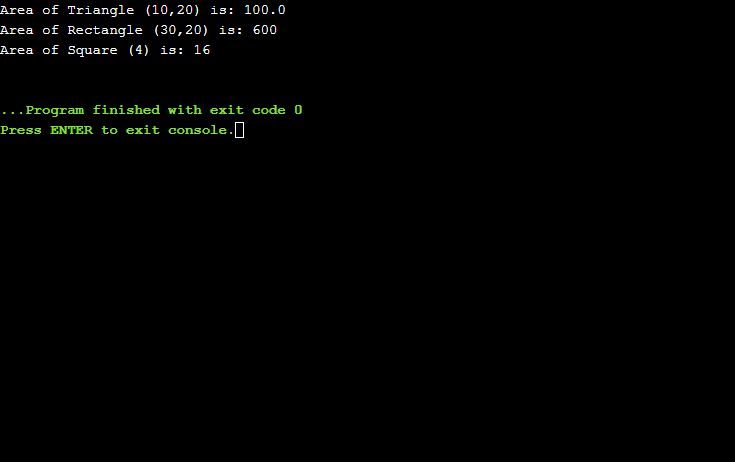 Area of Triangle (10,20) is: 100.0
Area of Rectangle (30,20) is: 600
Area of Square (4) is: 16
...Program finished with exit code 0
Press ENTER to exit console.